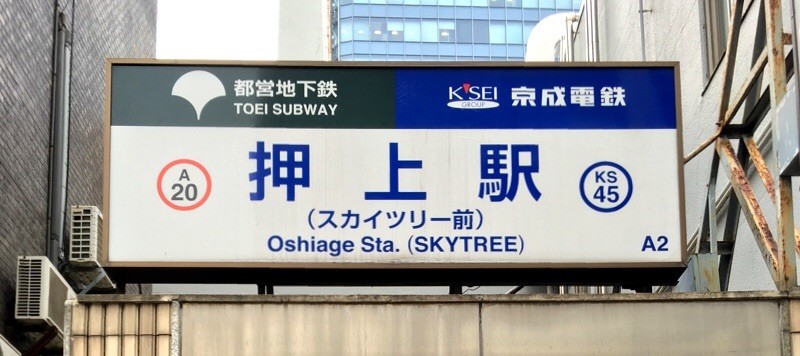 都営地下鉄
TOEI SUBWAY
K'SEI
GROUP
京成電鉄
A
20
押上駅
KS
45
（スカイツリー前）
Oshiage Sta. (SKYTREE)
A2